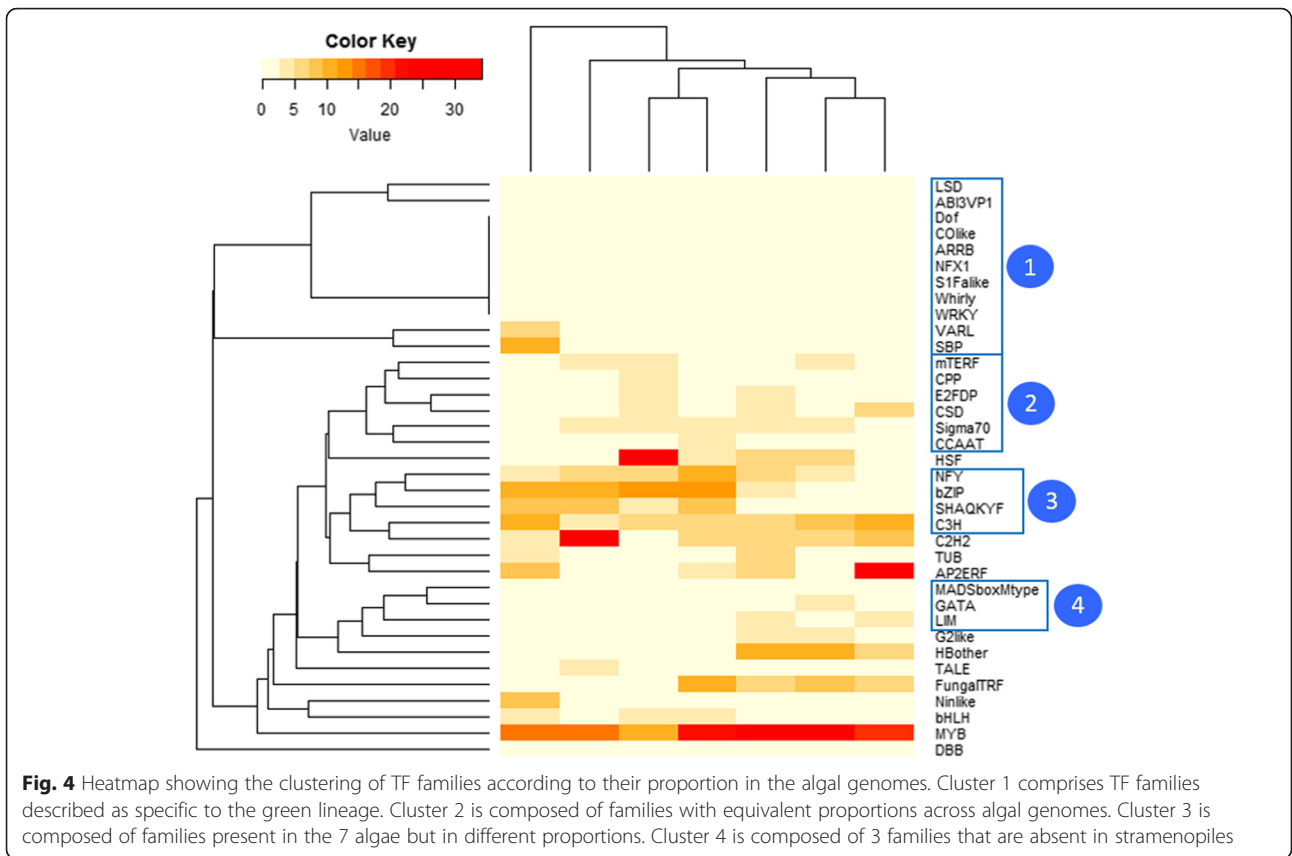 Color Key
0 5 10 20 30
Value
LSD
ABI3VP1
Dof
COlike
ARRB
NFX1
S1Falike
Whirly
WRKY
VARL
SBP
1
mTERF
CPP
E2FDP
CSD
Sigma70
CCAAT
2
HSF
NFY
bZIP
SHAQKYF
C3H
3
C2H2
TUB
AP2ERF
MADSboxMtype
GATA
LIM
4
G2like
HBother
TALE
FungalTRF
Ninlike
bHLH
MYB
DBB
Fig. 4 Heatmap showing the clustering of TF families according to their proportion in the algal genomes. Cluster 1 comprises TF families
described as specific to the green lineage. Cluster 2 is composed of families with equivalent proportions across algal genomes. Cluster 3 is
composed of families present in the 7 algae but in different proportions. Cluster 4 is composed of 3 families that are absent in stramenopiles